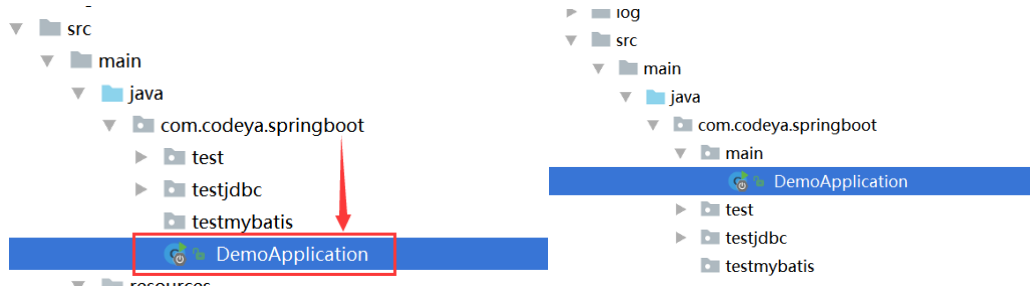 src
main
java
com.codeya.springboot
test
testjdbc
testmybatis
DemoApplication
resources
log
src
main
java
com.codeya.springboot
main
DemoApplication
test
testjdbc
testmybatis